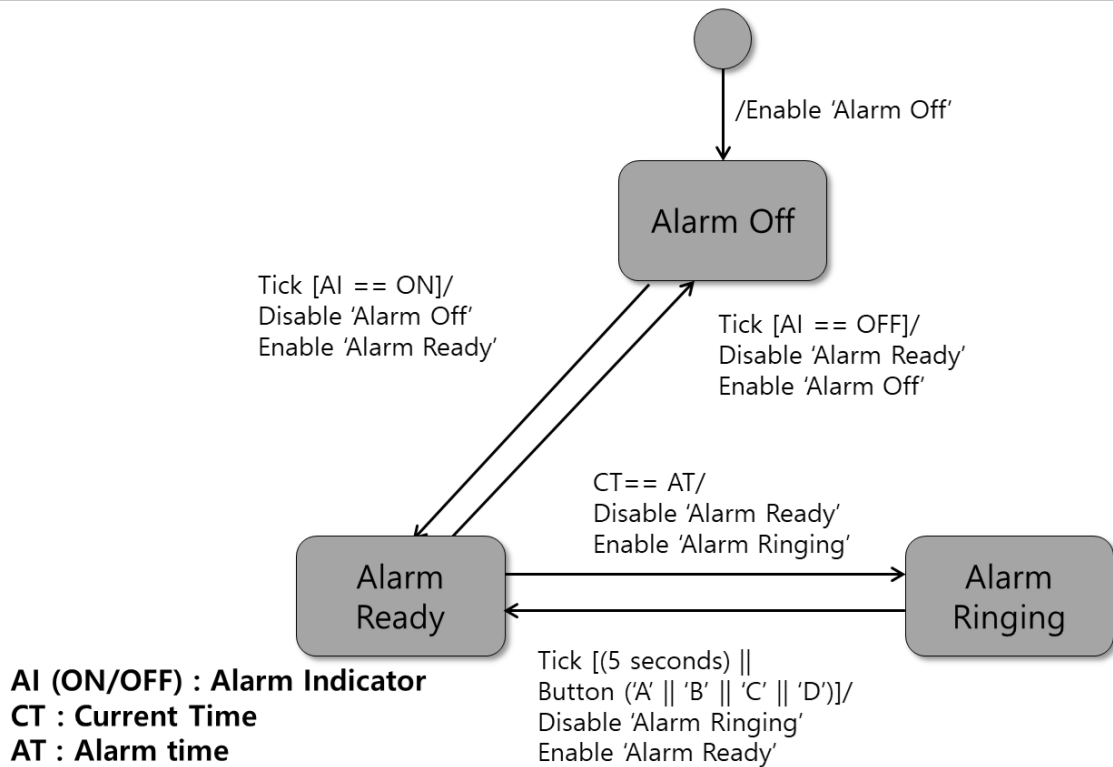 /Enable ‘Alarm Off’
Alarm Off
Tick [AI == ON]/
Disable ‘Alarm Off’
Enable ‘Alarm Ready’
Tick [AI == OFF]/
Disable ‘Alarm Ready’
Enable ‘Alarm Off’
CT== AT/
Disable ‘Alarm Ready’
Enable ‘Alarm Ringing’
Alarm
Ready
Alarm
Ringing
Tick [(5 seconds) ||
Button (‘A’ || ‘B’ || ‘C’ || ‘D’)]/
Disable ‘Alarm Ringing’
Enable ‘Alarm Ready’
AI (ON/OFF) : Alarm Indicator
CT : Current Time
AT : Alarm time